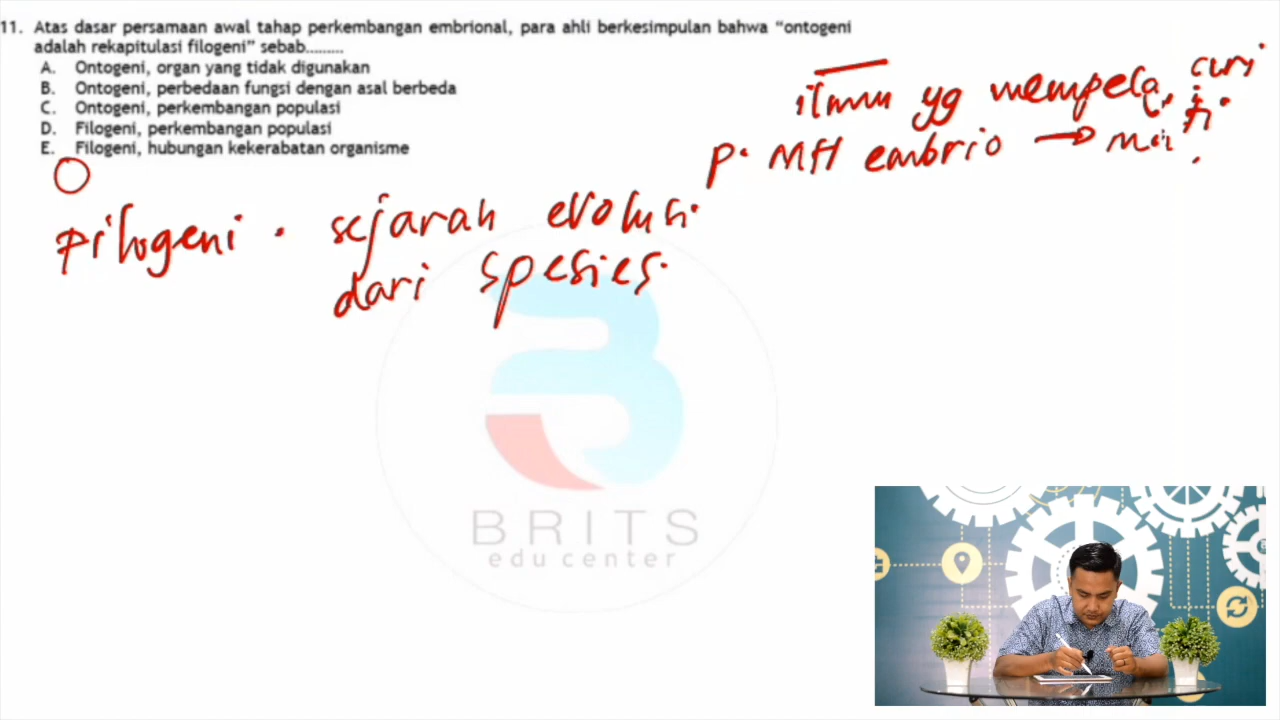 11. Atas dasar persamaan awal tahap perkembangan embrional, para ahli berkesimpulan bahwa “ontogeni
adalah rekapitulasi filogeni” sebab.........
A. Ontogeni, organ yang tidak digunakan
B. Ontogeni, perbedaan fungsi dengan asal berbeda
C. Ontogeni, perkembangan populasi
D. Filogeni, perkembangan populasi
E. Filogeni, hubungan kekerabatan organisme
ilmu yg mempela
P. MH embrio →
Filogeni . sejarah evolusi
dari spesies.
BRITS
edu center